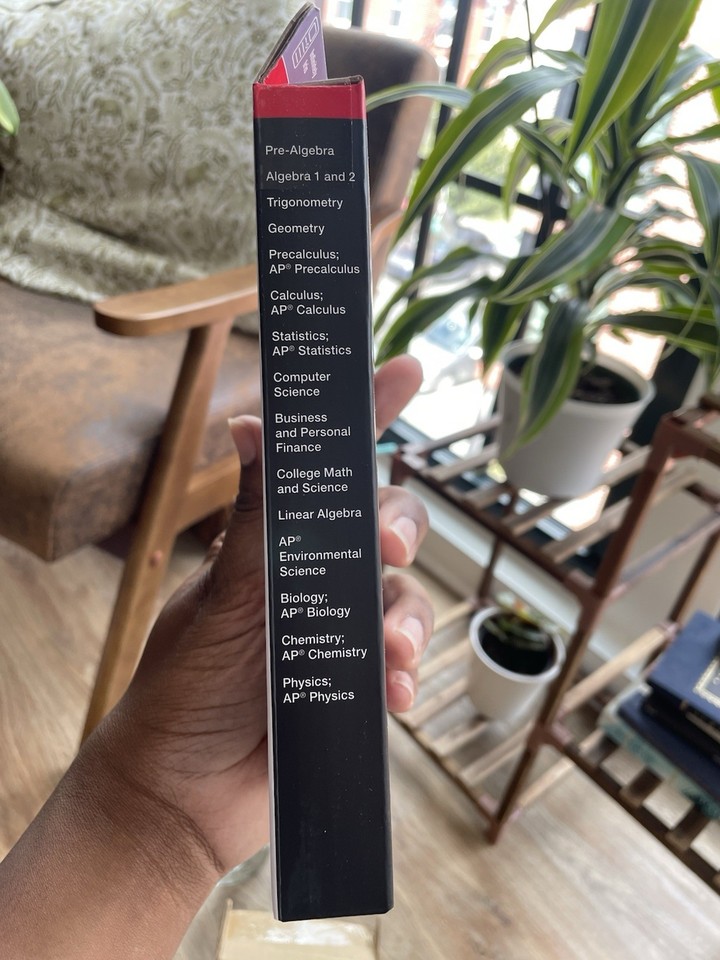 Pre-Algebra
Algebra 1 and 2
Trigonometry
Geometry
Precalculus;
AP® Precalculus
Calculus;
AP® Calculus
Statistics;
AP® Statistics
Computer
Science
Business
and Personal
Finance
College Math
and Science
Linear Algebra
AP®
Environmental
Science
Biology;
AP® Biology
Chemistry;
AP® Chemistry
Physics;
AP® Physics